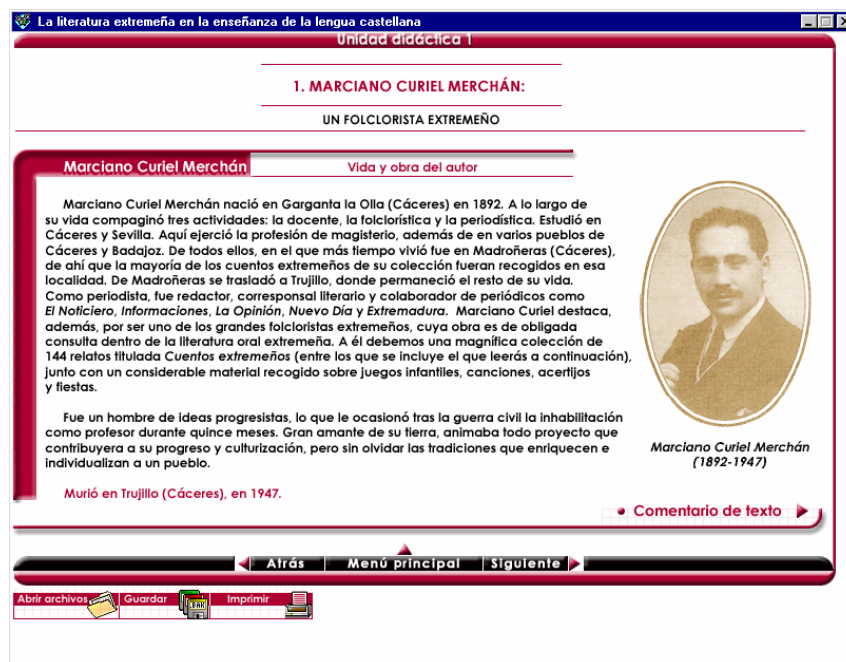 La literatura extremeña en la enseñanza de la lengua castellana
Unidad didáctica 1
1. MARCIANO CURIEL MERCHÁN:
UN FOLCLORISTA EXTREMEÑO
Marciano Curiel Merchán
Vida y obra del autor
Marciano Curiel Merchán nació en Garganta la Olla (Cáceres) en 1892. A lo largo de
su vida compaginó tres actividades: la docente, la folclorística y la periodística. Estudió en
Cáceres y Sevilla. Aquí ejerció la profesión de magisterio, además de en varios pueblos de
Cáceres y Badajoz. De todos ellos, en el que más tiempo vivió fue en Madroñeras (Cáceres),
de ahí que la mayoría de los cuentos extremeños de su colección fueran recogidos en esa
localidad. De Madroñeras se trasladó a Trujillo, donde permaneció el resto de su vida.
Como periodista, fue redactor, corresponsal literario y colaborador de periódicos como
El Noticiero, Informaciones, La Opinión, Nuevo Día y Extremadura. Marciano Curiel destaca,
además, por ser uno de los grandes folcloristas extremeños, cuya obra es de obligada
consulta dentro de la literatura oral extremeña. A él debemos una magnífica colección de
144 relatos titulada Cuentos extremeños (entre los que se incluye el que leerás a continuación),
junto con un considerable material recogido sobre juegos infantiles, canciones, acertijos
y fiestas.
Fue un hombre de ideas progresistas, lo que le ocasionó tras la guerra civil la inhabilitación
como profesor durante quince meses. Gran amante de su tierra, animaba todo proyecto que
contribuyera a su progreso y culturización, pero sin olvidar las tradiciones que enriquecen e
individualizan a un pueblo.
Murió en Trujillo (Cáceres), en 1947.
Marciano Curiel Merchán
(1892-1947)
Comentario de texto
Atrás
Menú principal
Siguiente
Abrir archivos
Guardar
Imprimir